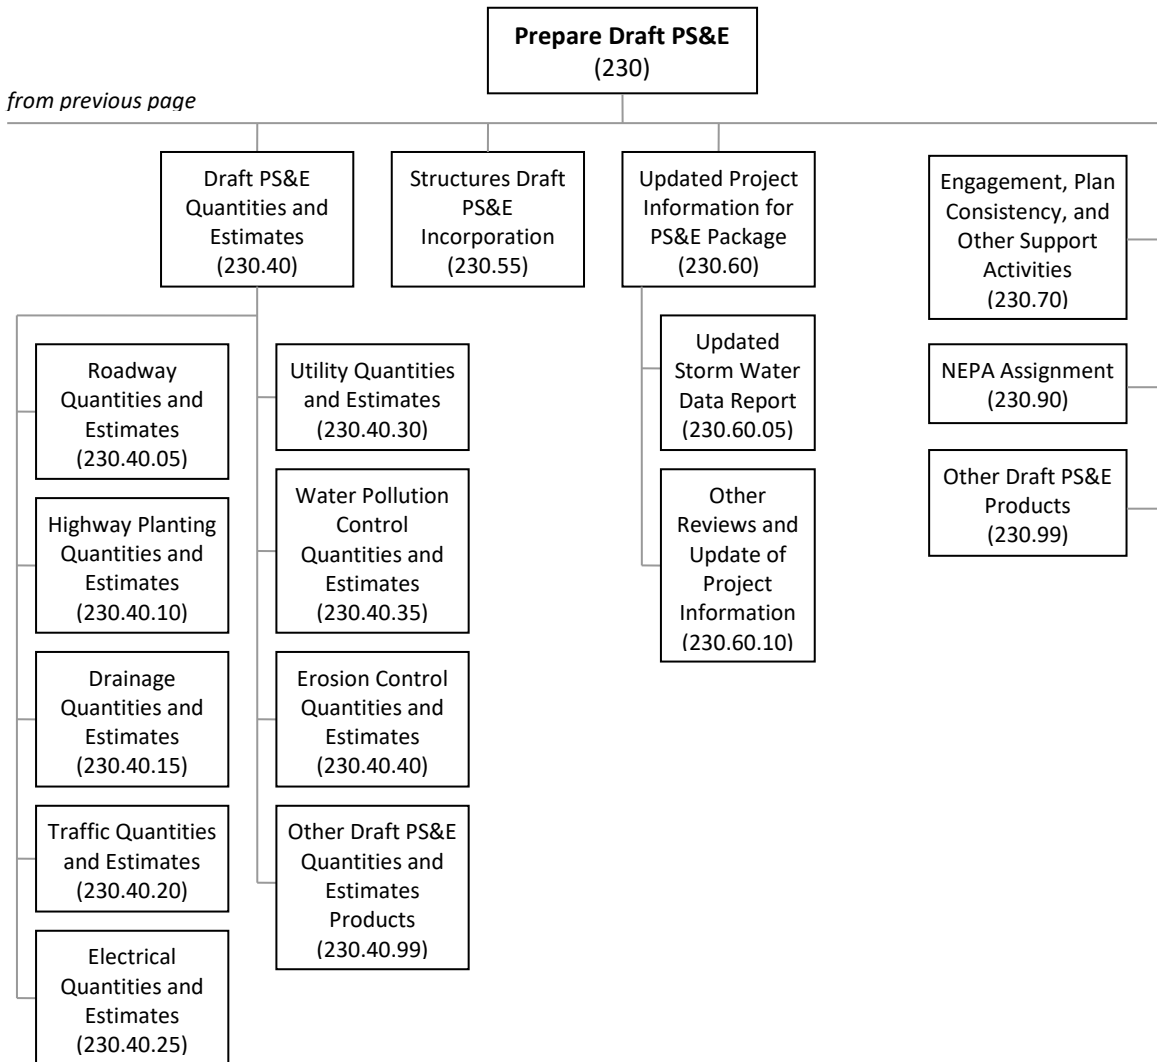 Prepare Draft PS&E
(230)
from previous page
Draft PS&E
Quantities and
Estimates
(230.40)
Structures Draft
PS&E
Incorporation
(230.55)
Updated Project
Information for
PS&E Package
(230.60)
Engagement, Plan
Consistency, and
Other Support
Activities
(230.70)
Roadway
Quantities and
Estimates
(230.40.05)
Utility Quantities
and Estimates
(230.40.30)
Updated
Storm Water
Data Report
(230.60.05)
NEPA Assignment
(230.90)
Highway Planting
Quantities and
Estimates
(230.40.10)
Water Pollution
Control
Quantities and
Estimates
(230.40.35)
Other
Reviews and
Update of
Project
Information
(230.60.10)
Other Draft PS&E
Products
(230.99)
Drainage
Quantities and
Estimates
(230.40.15)
Erosion Control
Quantities and
Estimates
(230.40.40)
Traffic Quantities
and Estimates
(230.40.20)
Other Draft PS&E
Quantities and
Estimates
Products
(230.40.99)
Electrical
Quantities and
Estimates
(230.40.25)